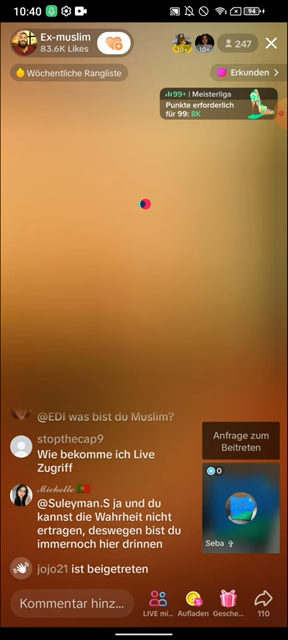 10:40
94
Ex-muslim
83.6K Likes
10+
10+
247
Wöchentliche Rangliste
Erkunden >
99+ | Meisterliga
Punkte erforderlich
für 99: 8K
@EDI was bist du Muslim?
stopthecap9
Wie bekomme ich Live
Zugriff
Michelle
@Suleyman.S ja und du
kannst die Wahrheit nicht
ertragen, deswegen bist du
immernoch hier drinnen
jojo21 ist beigetreten
Anfrage zum
Beitreten
0
Seba
Kommentar hinz...
LIVE mi...
Aufladen
Gesche...
110